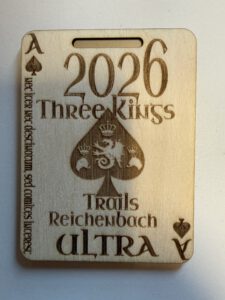 A
2026
Three Kings
Trails
Reichenbach
ULTRA
A